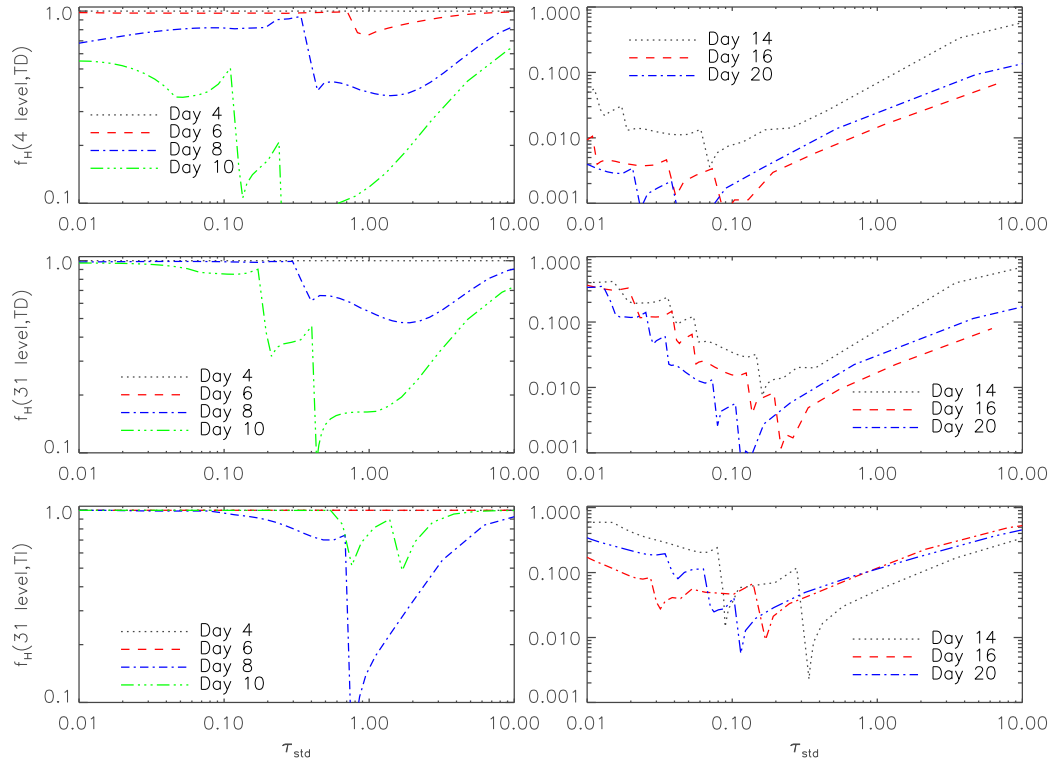 f_H(4 level,TD)
1.0
0.1
0.01
0.10
1.00
10.00
Day 4
Day 6
Day 8
Day 10
1.000
0.100
0.010
0.001
0.01
0.10
1.00
10.00
Day 14
Day 16
Day 20
f_H(31 level,TD)
1.0
0.1
0.01
0.10
1.00
10.00
Day 4
Day 6
Day 8
Day 10
1.000
0.100
0.010
0.001
0.01
0.10
1.00
10.00
Day 14
Day 16
Day 20
f_H(31 level,TI)
1.0
0.1
0.01
0.10
1.00
10.00
Day 4
Day 6
Day 8
Day 10
τ_std
1.000
0.100
0.010
0.001
0.01
0.10
1.00
10.00
Day 14
Day 16
Day 20
τ_std